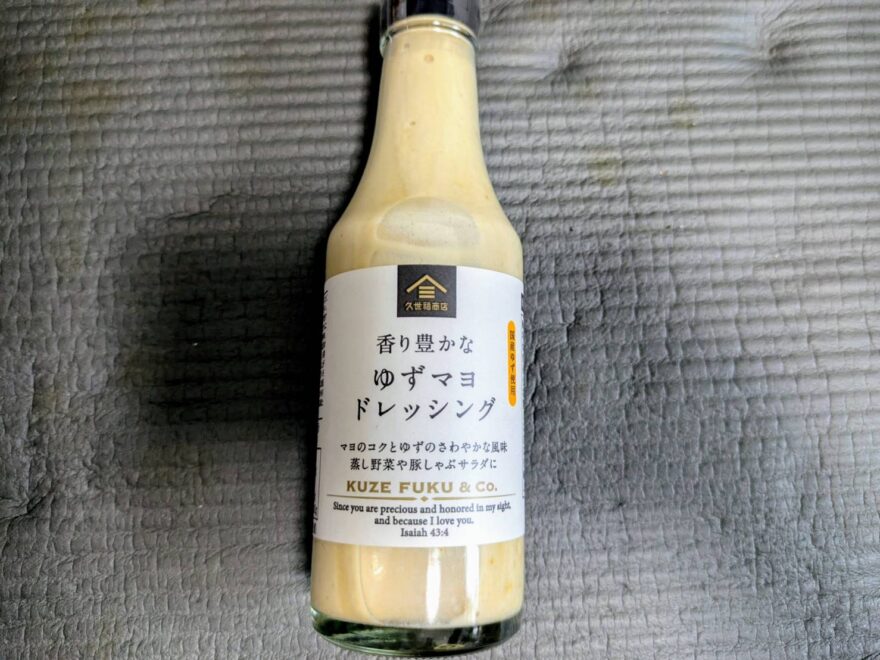 久世福商店
香り豊かな
ゆずマヨ
ドレッシング
国産ゆず使用
マヨのコクとゆずのさわやかな風味
蒸し野菜や豚しゃぶサラダに
KUZE FUKU & Co.
Since you are precious and honored in my sight,
and because I love you.
Isaiah 43:4